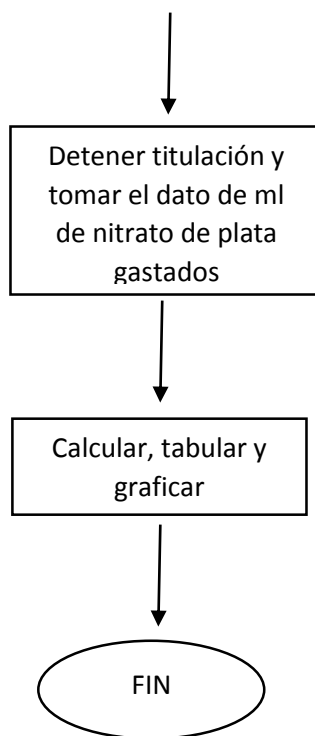 Detener titulación y
tomar el dato de ml
de nitrato de plata
gastados
Calcular, tabular y
graficar
FIN